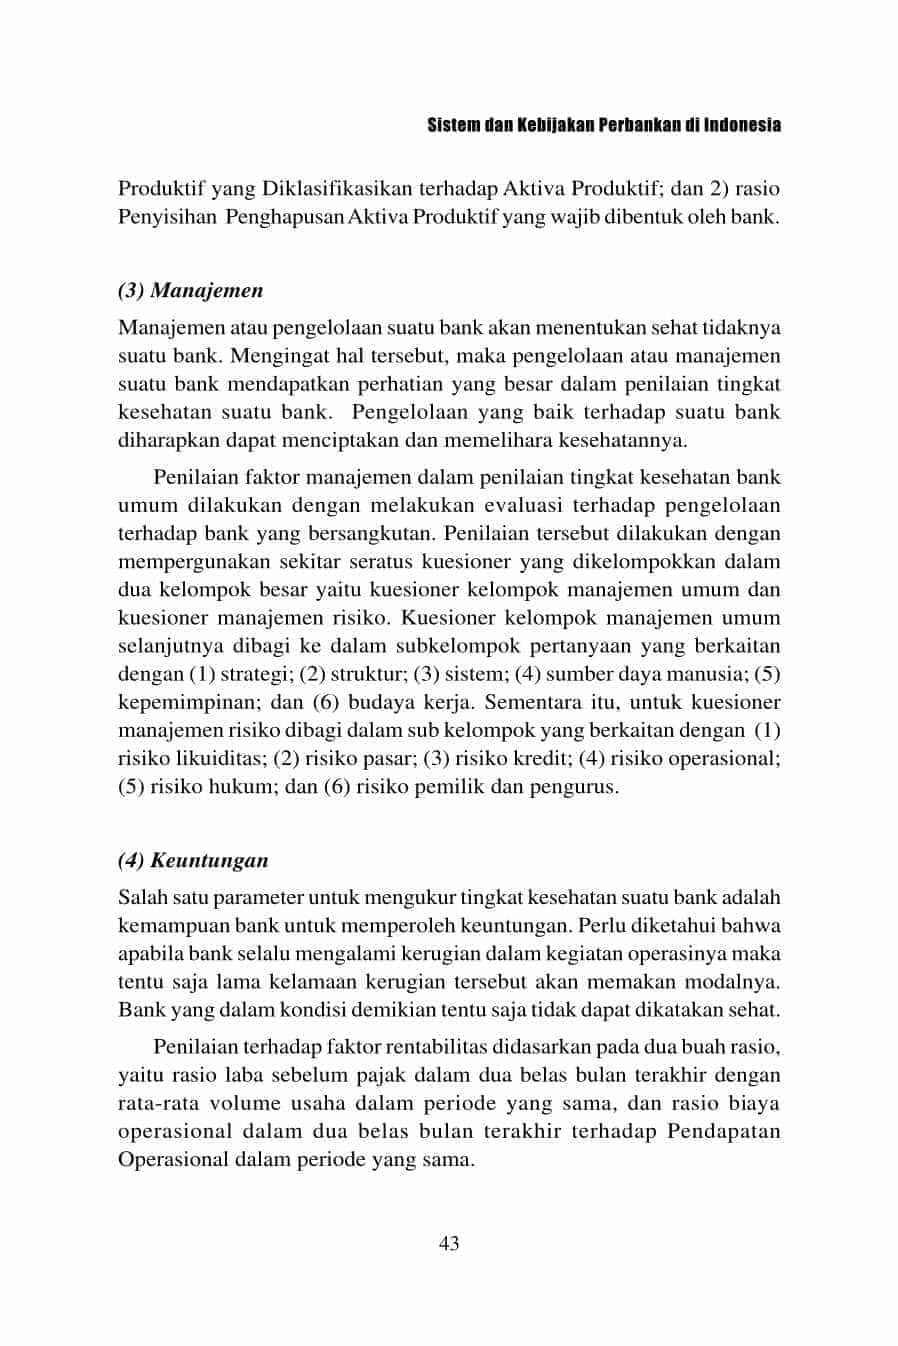 Sistem dan Kebijakan Perbankan di Indonesia
Produktif yang Diklasifikasikan terhadap Aktiva Produktif; dan 2) rasio
Penyisihan Penghapusan Aktiva Produktif yang wajib dibentuk oleh bank.
(3) Manajemen
Manajemen atau pengelolaan suatu bank akan menentukan sehat tidaknya
suatu bank. Mengingat hal tersebut, maka pengelolaan atau manajemen
suatu bank mendapatkan perhatian yang besar dalam penilaian tingkat
kesehatan suatu bank. Pengelolaan yang baik terhadap suatu bank
diharapkan dapat menciptakan dan memelihara kesehatannya.
Penilaian faktor manajemen dalam penilaian tingkat kesehatan bank
umum dilakukan dengan melakukan evaluasi terhadap pengelolaan
terhadap bank yang bersangkutan. Penilaian tersebut dilakukan dengan
mempergunakan sekitar seratus kuesioner yang dikelompokkan dalam
dua kelompok besar yaitu kuesioner kelompok manajemen umum dan
kuesioner manajemen risiko. Kuesioner kelompok manajemen umum
selanjutnya dibagi ke dalam subkelompok pertanyaan yang berkaitan
dengan (1) strategi; (2) struktur; (3) sistem; (4) sumber daya manusia; (5)
kepemimpinan; dan (6) budaya kerja. Sementara itu, untuk kuesioner
manajemen risiko dibagi dalam sub kelompok yang berkaitan dengan (1)
risiko likuiditas; (2) risiko pasar; (3) risiko kredit; (4) risiko operasional;
(5) risiko hukum; dan (6) risiko pemilik dan pengurus.
(4) Keuntungan
Salah satu parameter untuk mengukur tingkat kesehatan suatu bank adalah
kemampuan bank untuk memperoleh keuntungan. Perlu diketahui bahwa
apabila bank selalu mengalami kerugian dalam kegiatan operasinya maka
tentu saja lama kelamaan kerugian tersebut akan memakan modalnya.
Bank yang dalam kondisi demikian tentu saja tidak dapat dikatakan sehat.
Penilaian terhadap faktor rentabilitas didasarkan pada dua buah rasio,
yaitu rasio laba sebelum pajak dalam dua belas bulan terakhir dengan
rata-rata volume usaha dalam periode yang sama, dan rasio biaya
operasional dalam dua belas bulan terakhir terhadap Pendapatan
Operasional dalam periode yang sama.
43